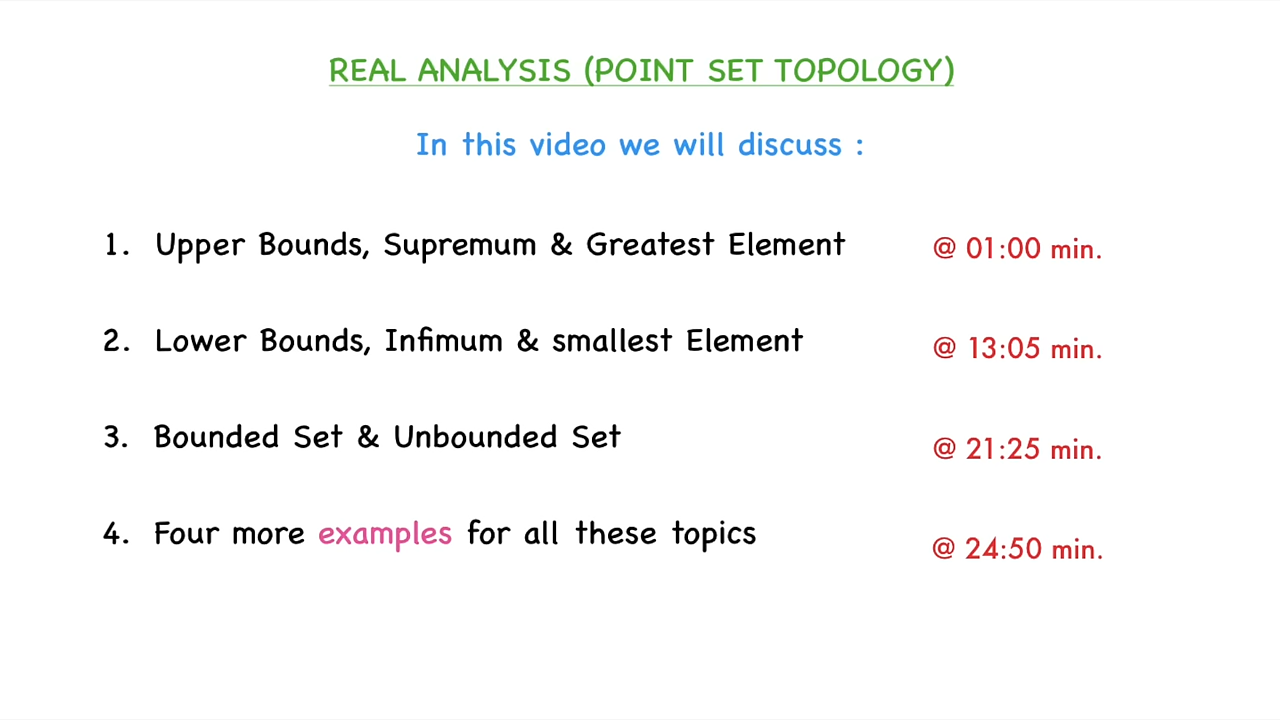 REAL ANALYSIS (POINT SET TOPOLOGY)
In this video we will discuss :
1. Upper Bounds, Supremum & Greatest Element @ 01:00 min.
2. Lower Bounds, Infimum & smallest Element @ 13:05 min.
3. Bounded Set & Unbounded Set @ 21:25 min.
4. Four more examples for all these topics @ 24:50 min.